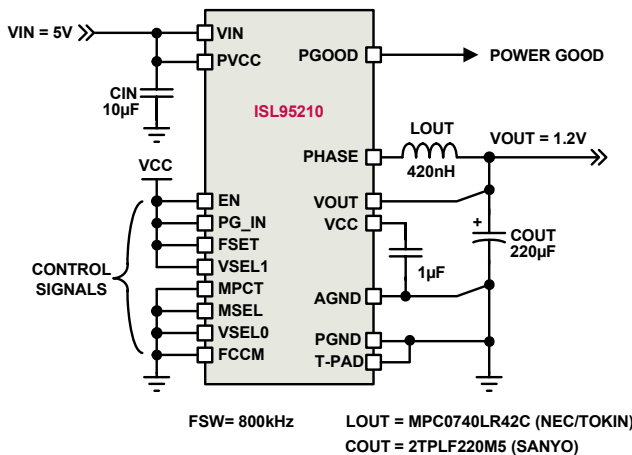 VIN = 5V
VIN
PVCC
PGOOD
POWER GOOD
CIN
10µF
ISL95210
LOUT
VOUT = 1.2V
PHASE
420nH
VCC
EN
VOUT
PG_IN
VCC
FSET
+
COUT
220µF
VSEL1
1µF
CONTROL
SIGNALS
MPCT
AGND
MSEL
VSEL0
PGND
FCCM
T-PAD
FSW= 800kHz
LOUT = MPC0740LR42C (NEC/TOKIN)
COUT = 2TPLF220M5 (SANYO)